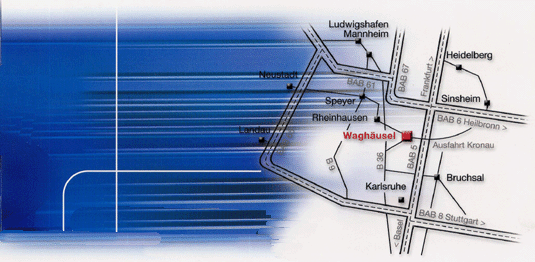 Ludwigshafen
Mannheim
Heidelberg
BAB 67
Frankfurt >
Neustadt
BAB 61
Speyer
Sinsheim
Rheinhausen
BAB 6 Heilbronn >
Landau
Waghäusel
Ausfahrt Kronau
BAB 5
B 9
B 36
Bruchsal
Karlsruhe
BAB 8 Stuttgart >
< Basel